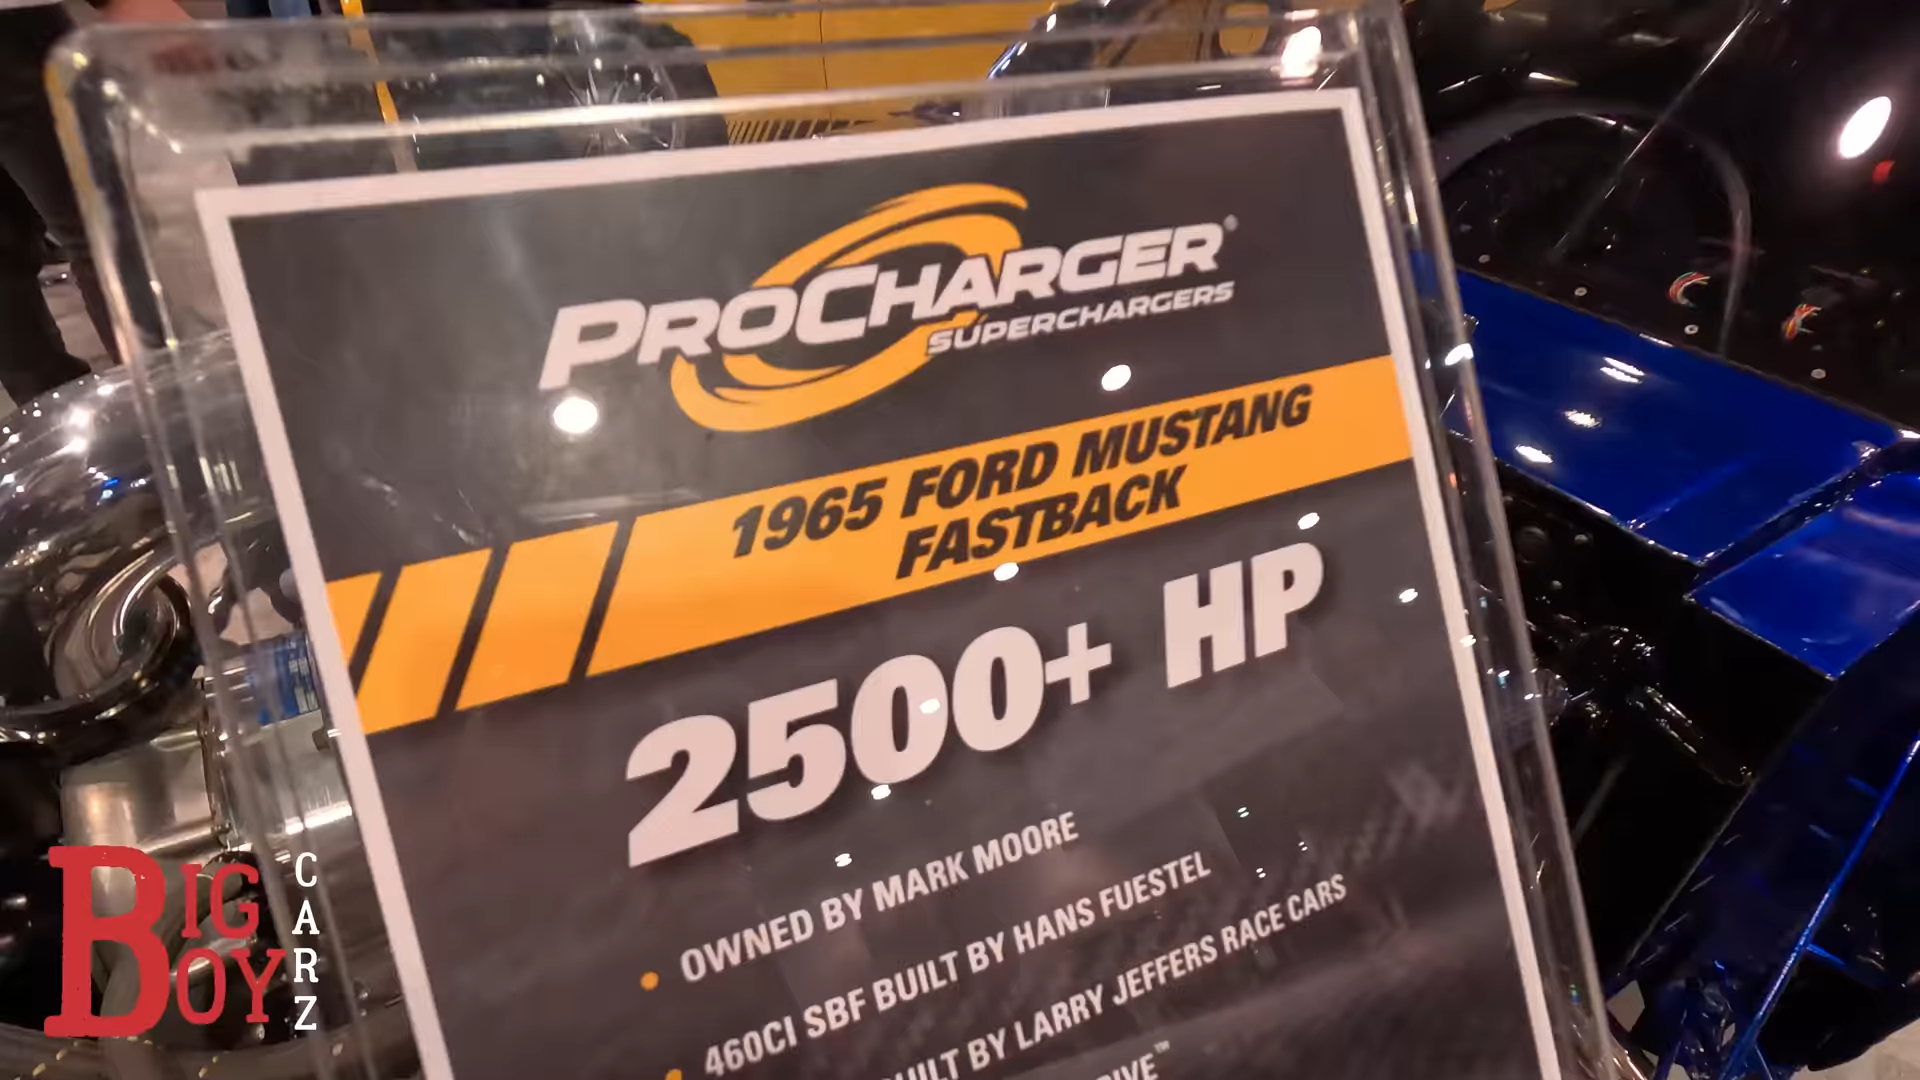 PROCHARGER®
SUPERCHARGERS
1965 FORD MUSTANG
FASTBACK
2500+ HP
• OWNED BY MARK MOORE
• 460CI SBF BUILT BY HANS FUESTEL
BY LARRY JEFFERS RACE CARS
BIG
BOY
CARZ